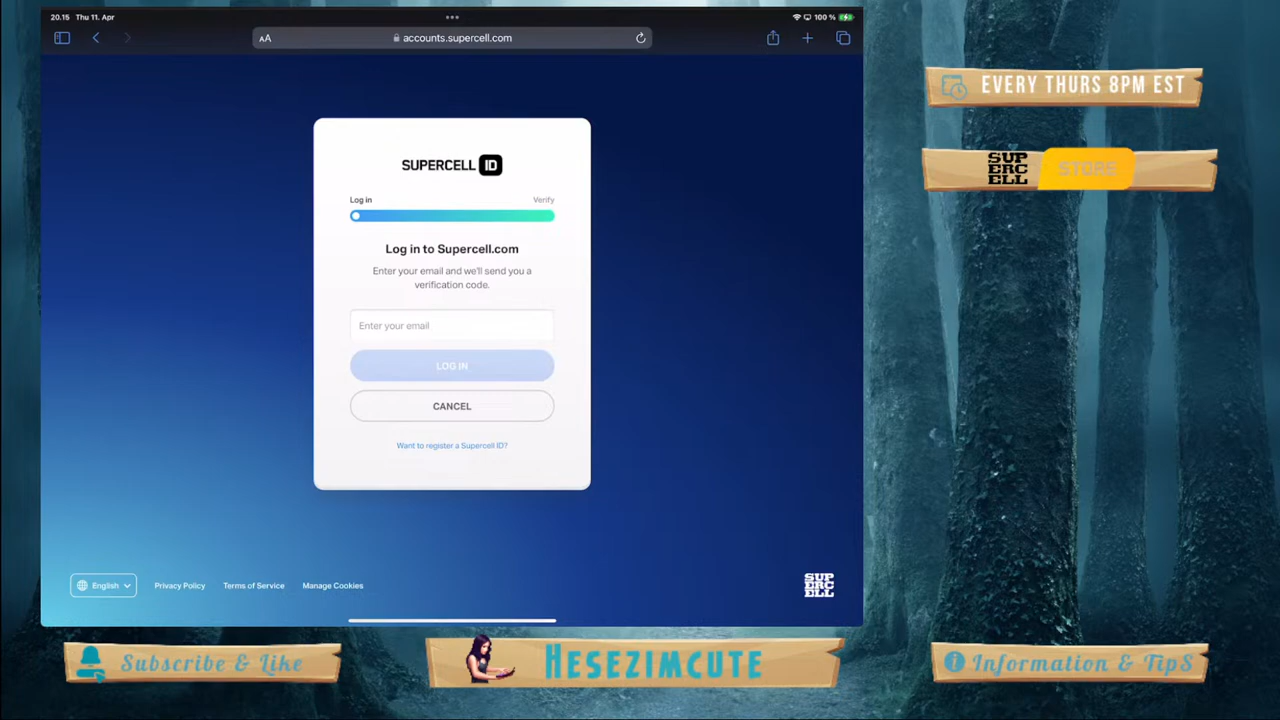 20.15 Thu 11. Apr
100 %
AA
accounts.supercell.com
SUPERCELL ID
Log in
Verify
Log in to Supercell.com
Enter your email and we'll send you a
verification code.
Enter your email
LOG IN
CANCEL
Want to register a Supercell ID?
English
Privacy Policy
Terms of Service
Manage Cookies
SUP
ERC
ELL
EVERY THURS 8PM EST
SUP
ERC
ELL
STORE
Subscribe & Like
HESEZIMCUTE
Information & TipS